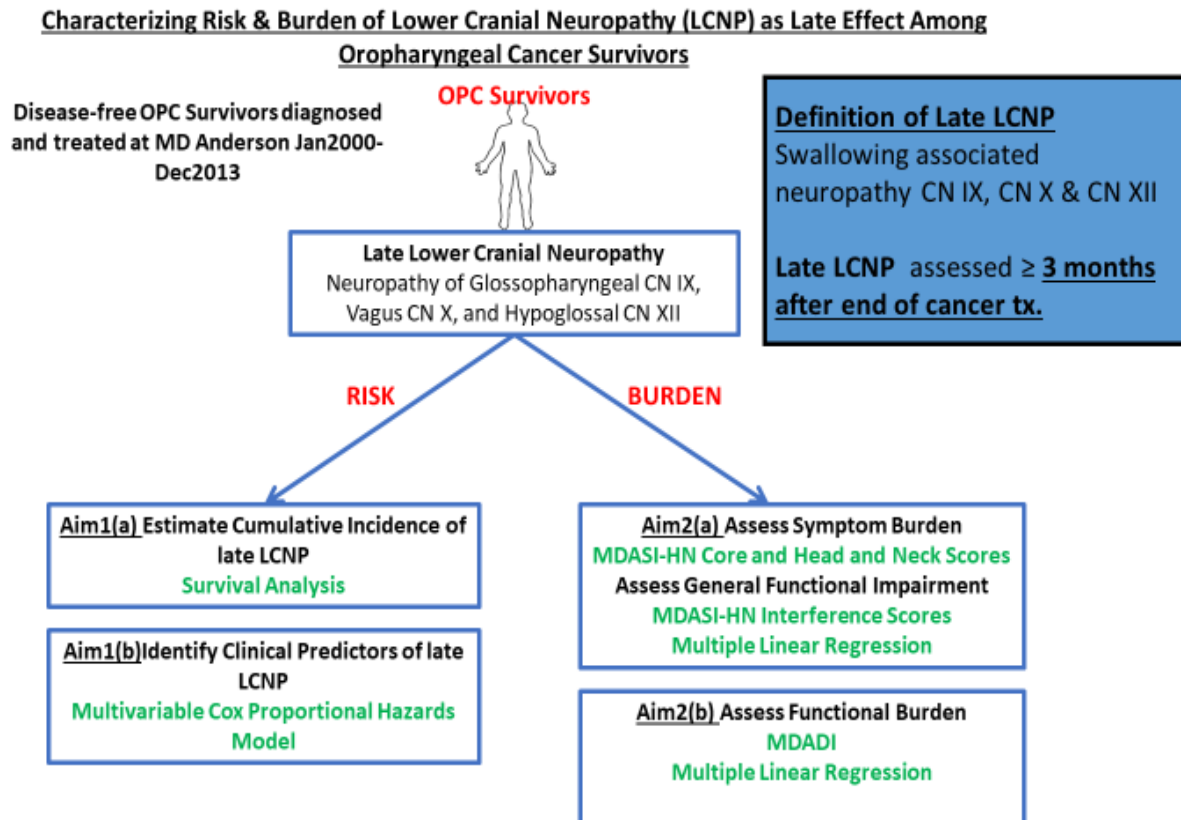 Characterizing Risk & Burden of Lower Cranial Neuropathy (LCNP) as Late Effect Among
Oropharyngeal Cancer Survivors
OPC Survivors
Disease-free OPC Survivors diagnosed
and treated at MD Anderson Jan2000-
Dec2013
Definition of Late LCNP
Swallowing associated
neuropathy CN IX, CN X & CN XII
Late LCNP assessed ≥ 3 months
after end of cancer tx.
Late Lower Cranial Neuropathy
Neuropathy of Glossopharyngeal CN IX,
Vagus CN X, and Hypoglossal CN XII
RISK
BURDEN
Aim1(a) Estimate Cumulative Incidence of
late LCNP
Survival Analysis
Aim1(b)Identify Clinical Predictors of late
LCNP
Multivariable Cox Proportional Hazards
Model
Aim2(a) Assess Symptom Burden
MDASI-HN Core and Head and Neck Scores
Assess General Functional Impairment
MDASI-HN Interference Scores
Multiple Linear Regression
Aim2(b) Assess Functional Burden
MDADI
Multiple Linear Regression